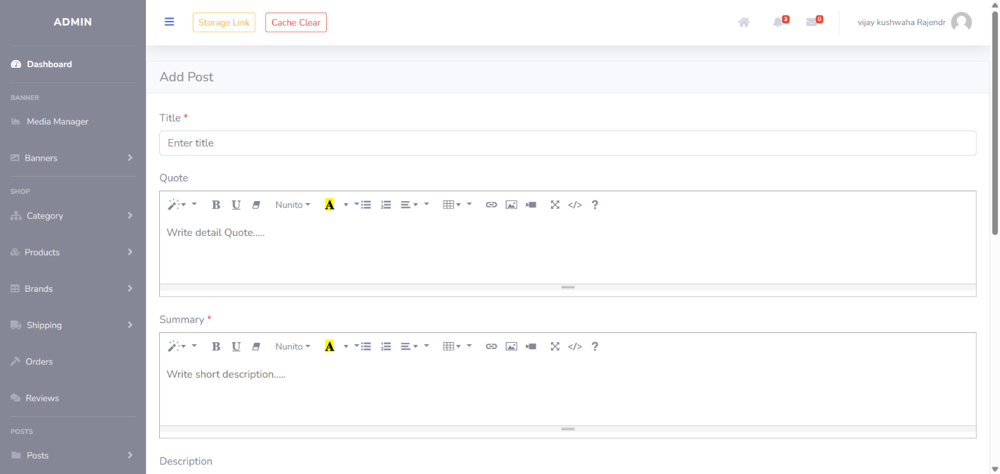 ADMIN
Storage Link
Cache Clear
3
0
vijay kushwaha Rajendr
Dashboard
BANNER
Media Manager
Banners
SHOP
Category
Products
Brands
Shipping
Orders
Reviews
POSTS
Posts
Add Post
Title *
Enter title
Quote
B U Nunito A </> ?
Write detail Quote.....
Summary *
B U Nunito A </> ?
Write short description.....
Description